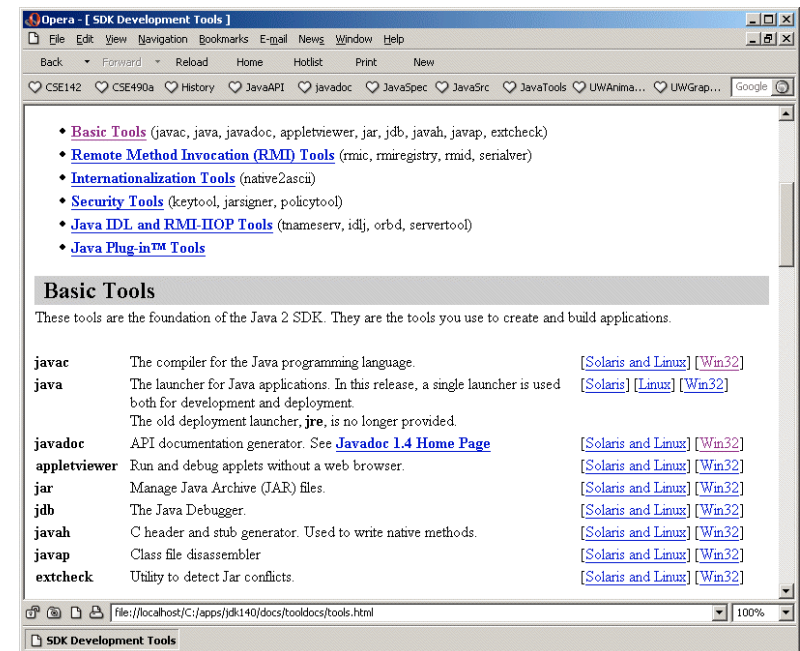 Opera - [ SDK Development Tools ]
File Edit View Navigation Bookmarks E-mail News Window Help
Back Forward Reload Home Hotlist Print New
CSE142 CSE490a History JavaAPI javadoc JavaSpec JavaSrc JavaTools UWAnima... UWGrap... Google
Basic Tools (javac, java, javadoc, appletviewer, jar, jdb, javah, javap, extcheck)
Remote Method Invocation (RMI) Tools (rmic, rmiregistry, rmid, serialver)
Internationalization Tools (native2ascii)
Security Tools (keytool, jarsigner, policytool)
Java IDL and RMI-IIOP Tools (tnameserv, idlj, orbd, servertool)
Java Plug-in™ Tools
Basic Tools
These tools are the foundation of the Java 2 SDK. They are the tools you use to create and build applications.
javac The compiler for the Java programming language. [Solaris and Linux] [Win32]
java The launcher for Java applications. In this release, a single launcher is used [Solaris] [Linux] [Win32]
both for development and deployment.
The old deployment launcher, jre, is no longer provided.
javadoc API documentation generator. See Javadoc 1.4 Home Page [Solaris and Linux] [Win32]
appletviewer Run and debug applets without a web browser. [Solaris and Linux] [Win32]
jar Manage Java Archive (JAR) files. [Solaris and Linux] [Win32]
jdb The Java Debugger. [Solaris and Linux] [Win32]
javah C header and stub generator. Used to write native methods. [Solaris and Linux] [Win32]
javap Class file disassembler [Solaris and Linux] [Win32]
extcheck Utility to detect Jar conflicts. [Solaris and Linux] [Win32]
file://localhost/C:/apps/jdk140/docs/tooldocs/tools.html 100%
SDK Development Tools